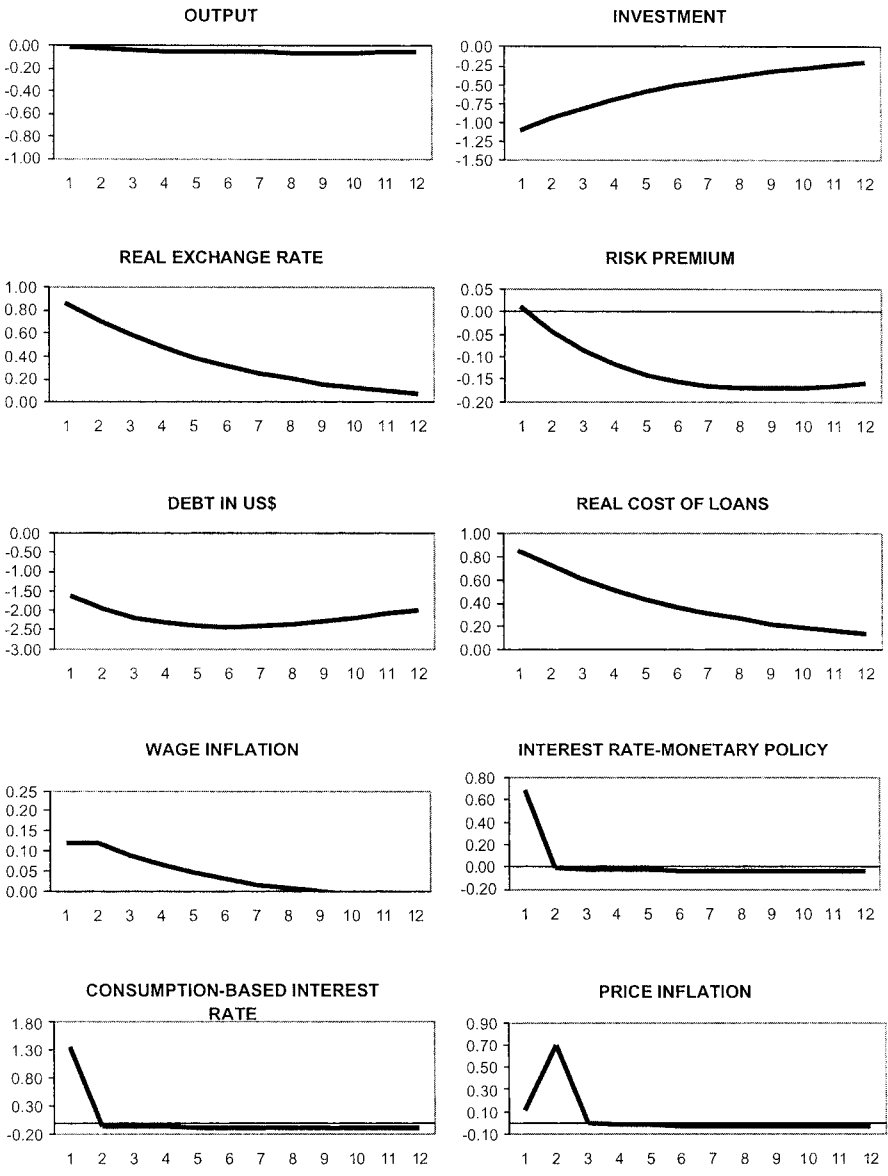 OUTPUT
0.00
-0.20
-0.40
-0.60
-0.80
-1.00
1 2 3 4 5 6 7 8 9 10 11 12
INVESTMENT
0.00
-0.25
-0.50
-0.75
-1.00
-1.25
-1.50
1 2 3 4 5 6 7 8 9 10 11 12
REAL EXCHANGE RATE
1.00
0.80
0.60
0.40
0.20
0.00
1 2 3 4 5 6 7 8 9 10 11 12
RISK PREMIUM
0.05
0.00
-0.05
-0.10
-0.15
-0.20
1 2 3 4 5 6 7 8 9 10 11 12
DEBT IN US$
0.00
-0.50
-1.00
-1.50
-2.00
-2.50
-3.00
1 2 3 4 5 6 7 8 9 10 11 12
REAL COST OF LOANS
1.00
0.80
0.60
0.40
0.20
0.00
1 2 3 4 5 6 7 8 9 10 11 12
WAGE INFLATION
0.25
0.20
0.15
0.10
0.05
0.00
1 2 3 4 5 6 7 8 9 10 11 12
INTEREST RATE-MONETARY POLICY
0.80
0.60
0.40
0.20
0.00
-0.20
1 2 3 4 5 6 7 8 9 10 11 12
CONSUMPTION-BASED INTEREST
RATE
1.80
1.30
0.80
0.30
-0.20
1 2 3 4 5 6 7 8 9 10 11 12
PRICE INFLATION
0.90
0.70
0.50
0.30
0.10
-0.10
1 2 3 4 5 6 7 8 9 10 11 12